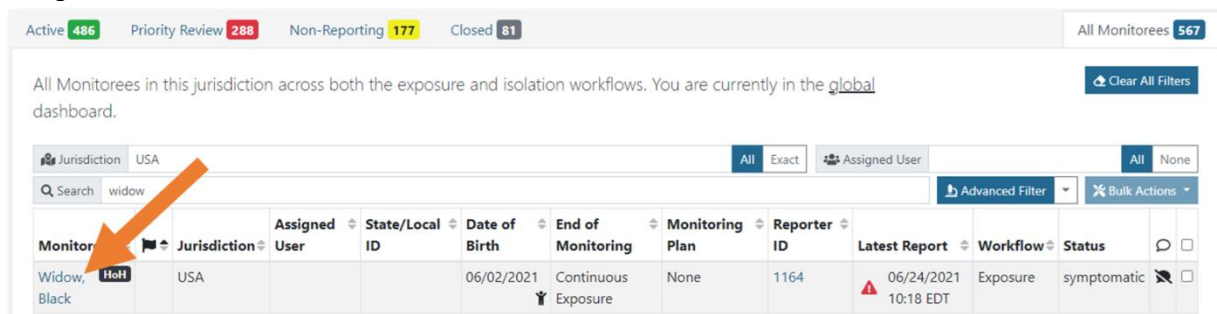 Active 486 Priority Review 288 Non-Reporting 177 Closed 81 All Monitorees 567
All Monitorees in this jurisdiction across both the exposure and isolation workflows. You are currently in the global
dashboard.
Clear All Filters
Jurisdiction USA All Exact Assigned User All None
Search widow Advanced Filter Bulk Actions
Assigned State/Local Date of End of Monitoring Reporter
Jurisdiction User ID Birth Monitoring Plan ID Latest Report Workflow Status
Widow, HoH USA 06/02/2021 Continuous None 1164 06/24/2021 Exposure symptomatic
Black Exposure 10:18 EDT